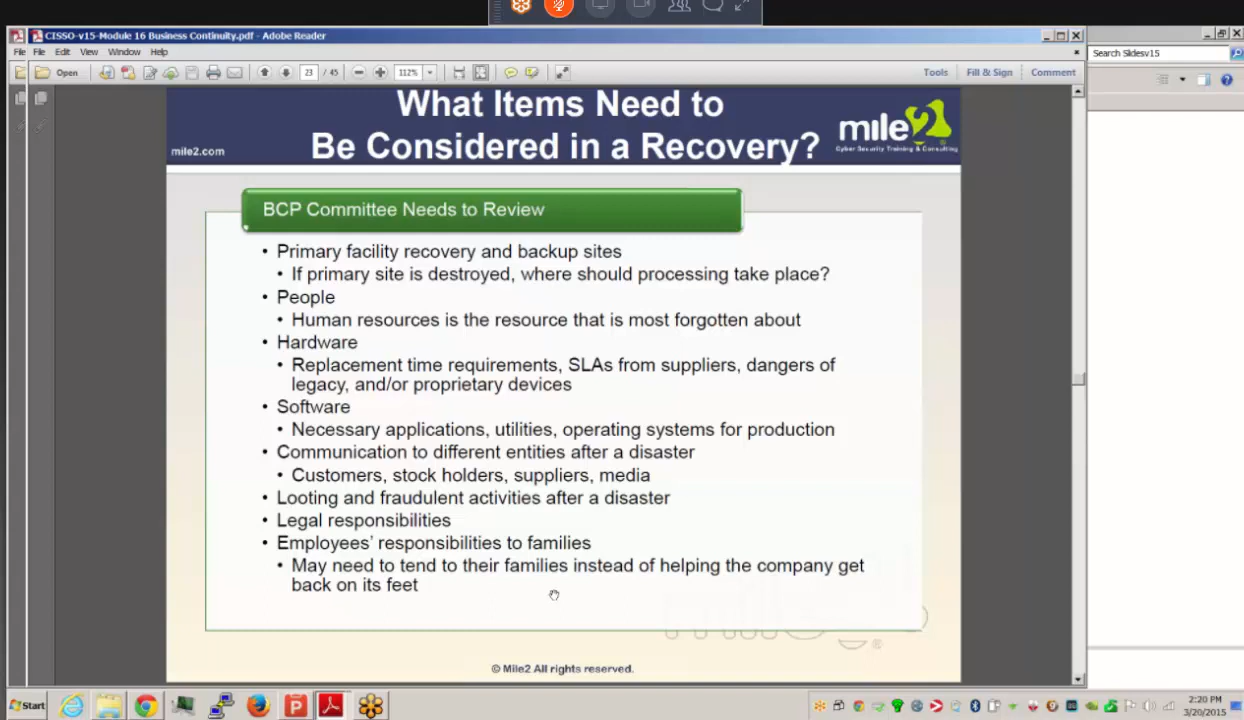 CISSO-v15-Module 16 Business Continuity.pdf - Adobe Reader
File File Edit View Window Help
Search Slidesv15
Open 23 / 45 112% Tools Fill & Sign Comment
What Items Need to
Be Considered in a Recovery?
mile2.com
mile2
Cyber Security Training & Consulting
BCP Committee Needs to Review
• Primary facility recovery and backup sites
• If primary site is destroyed, where should processing take place?
• People
• Human resources is the resource that is most forgotten about
• Hardware
• Replacement time requirements, SLAs from suppliers, dangers of
legacy, and/or proprietary devices
• Software
• Necessary applications, utilities, operating systems for production
• Communication to different entities after a disaster
• Customers, stock holders, suppliers, media
• Looting and fraudulent activities after a disaster
• Legal responsibilities
• Employees' responsibilities to families
• May need to tend to their families instead of helping the company get
back on its feet
© Mile2 All rights reserved.
Start
2:20 PM
3/20/2015